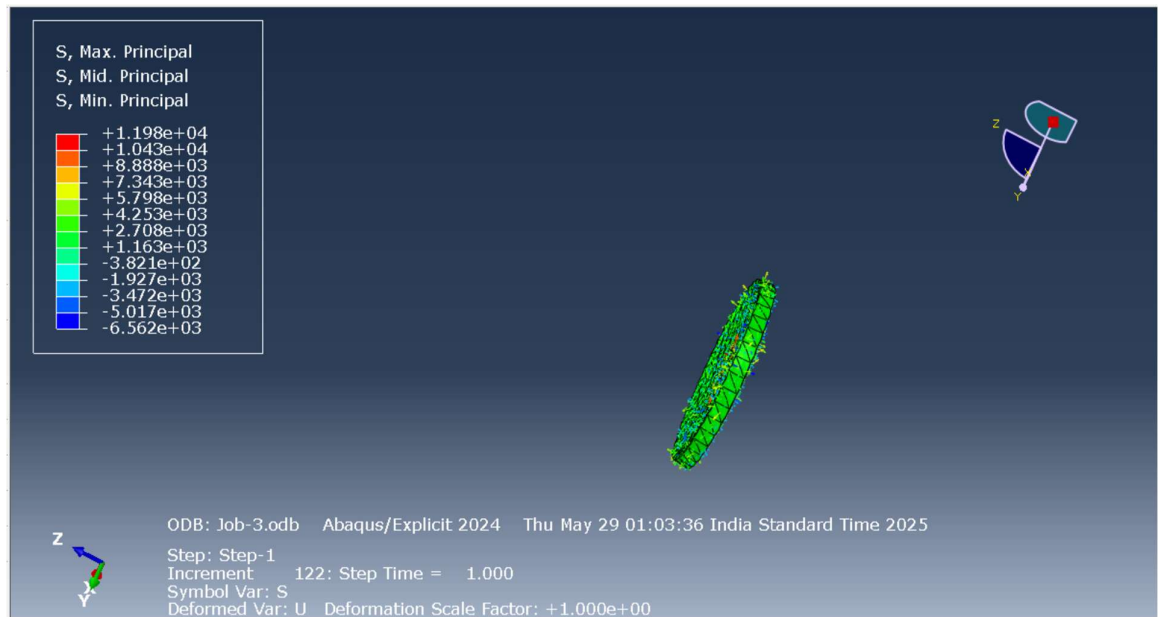 S, Max. Principal
S, Mid. Principal
S, Min. Principal
+1.198e+04
+1.043e+04
+8.888e+03
+7.343e+03
+5.798e+03
+4.253e+03
+2.708e+03
+1.163e+03
-3.821e+02
-1.927e+03
-3.472e+03
-5.017e+03
-6.562e+03
Z
X
Y
ODB: Job-3.odb Abaqus/Explicit 2024 Thu May 29 01:03:36 India Standard Time 2025
Z
X
Y
Step: Step-1
Increment 122: Step Time = 1.000
Symbol Var: S
Deformed Var: U Deformation Scale Factor: +1.000e+00